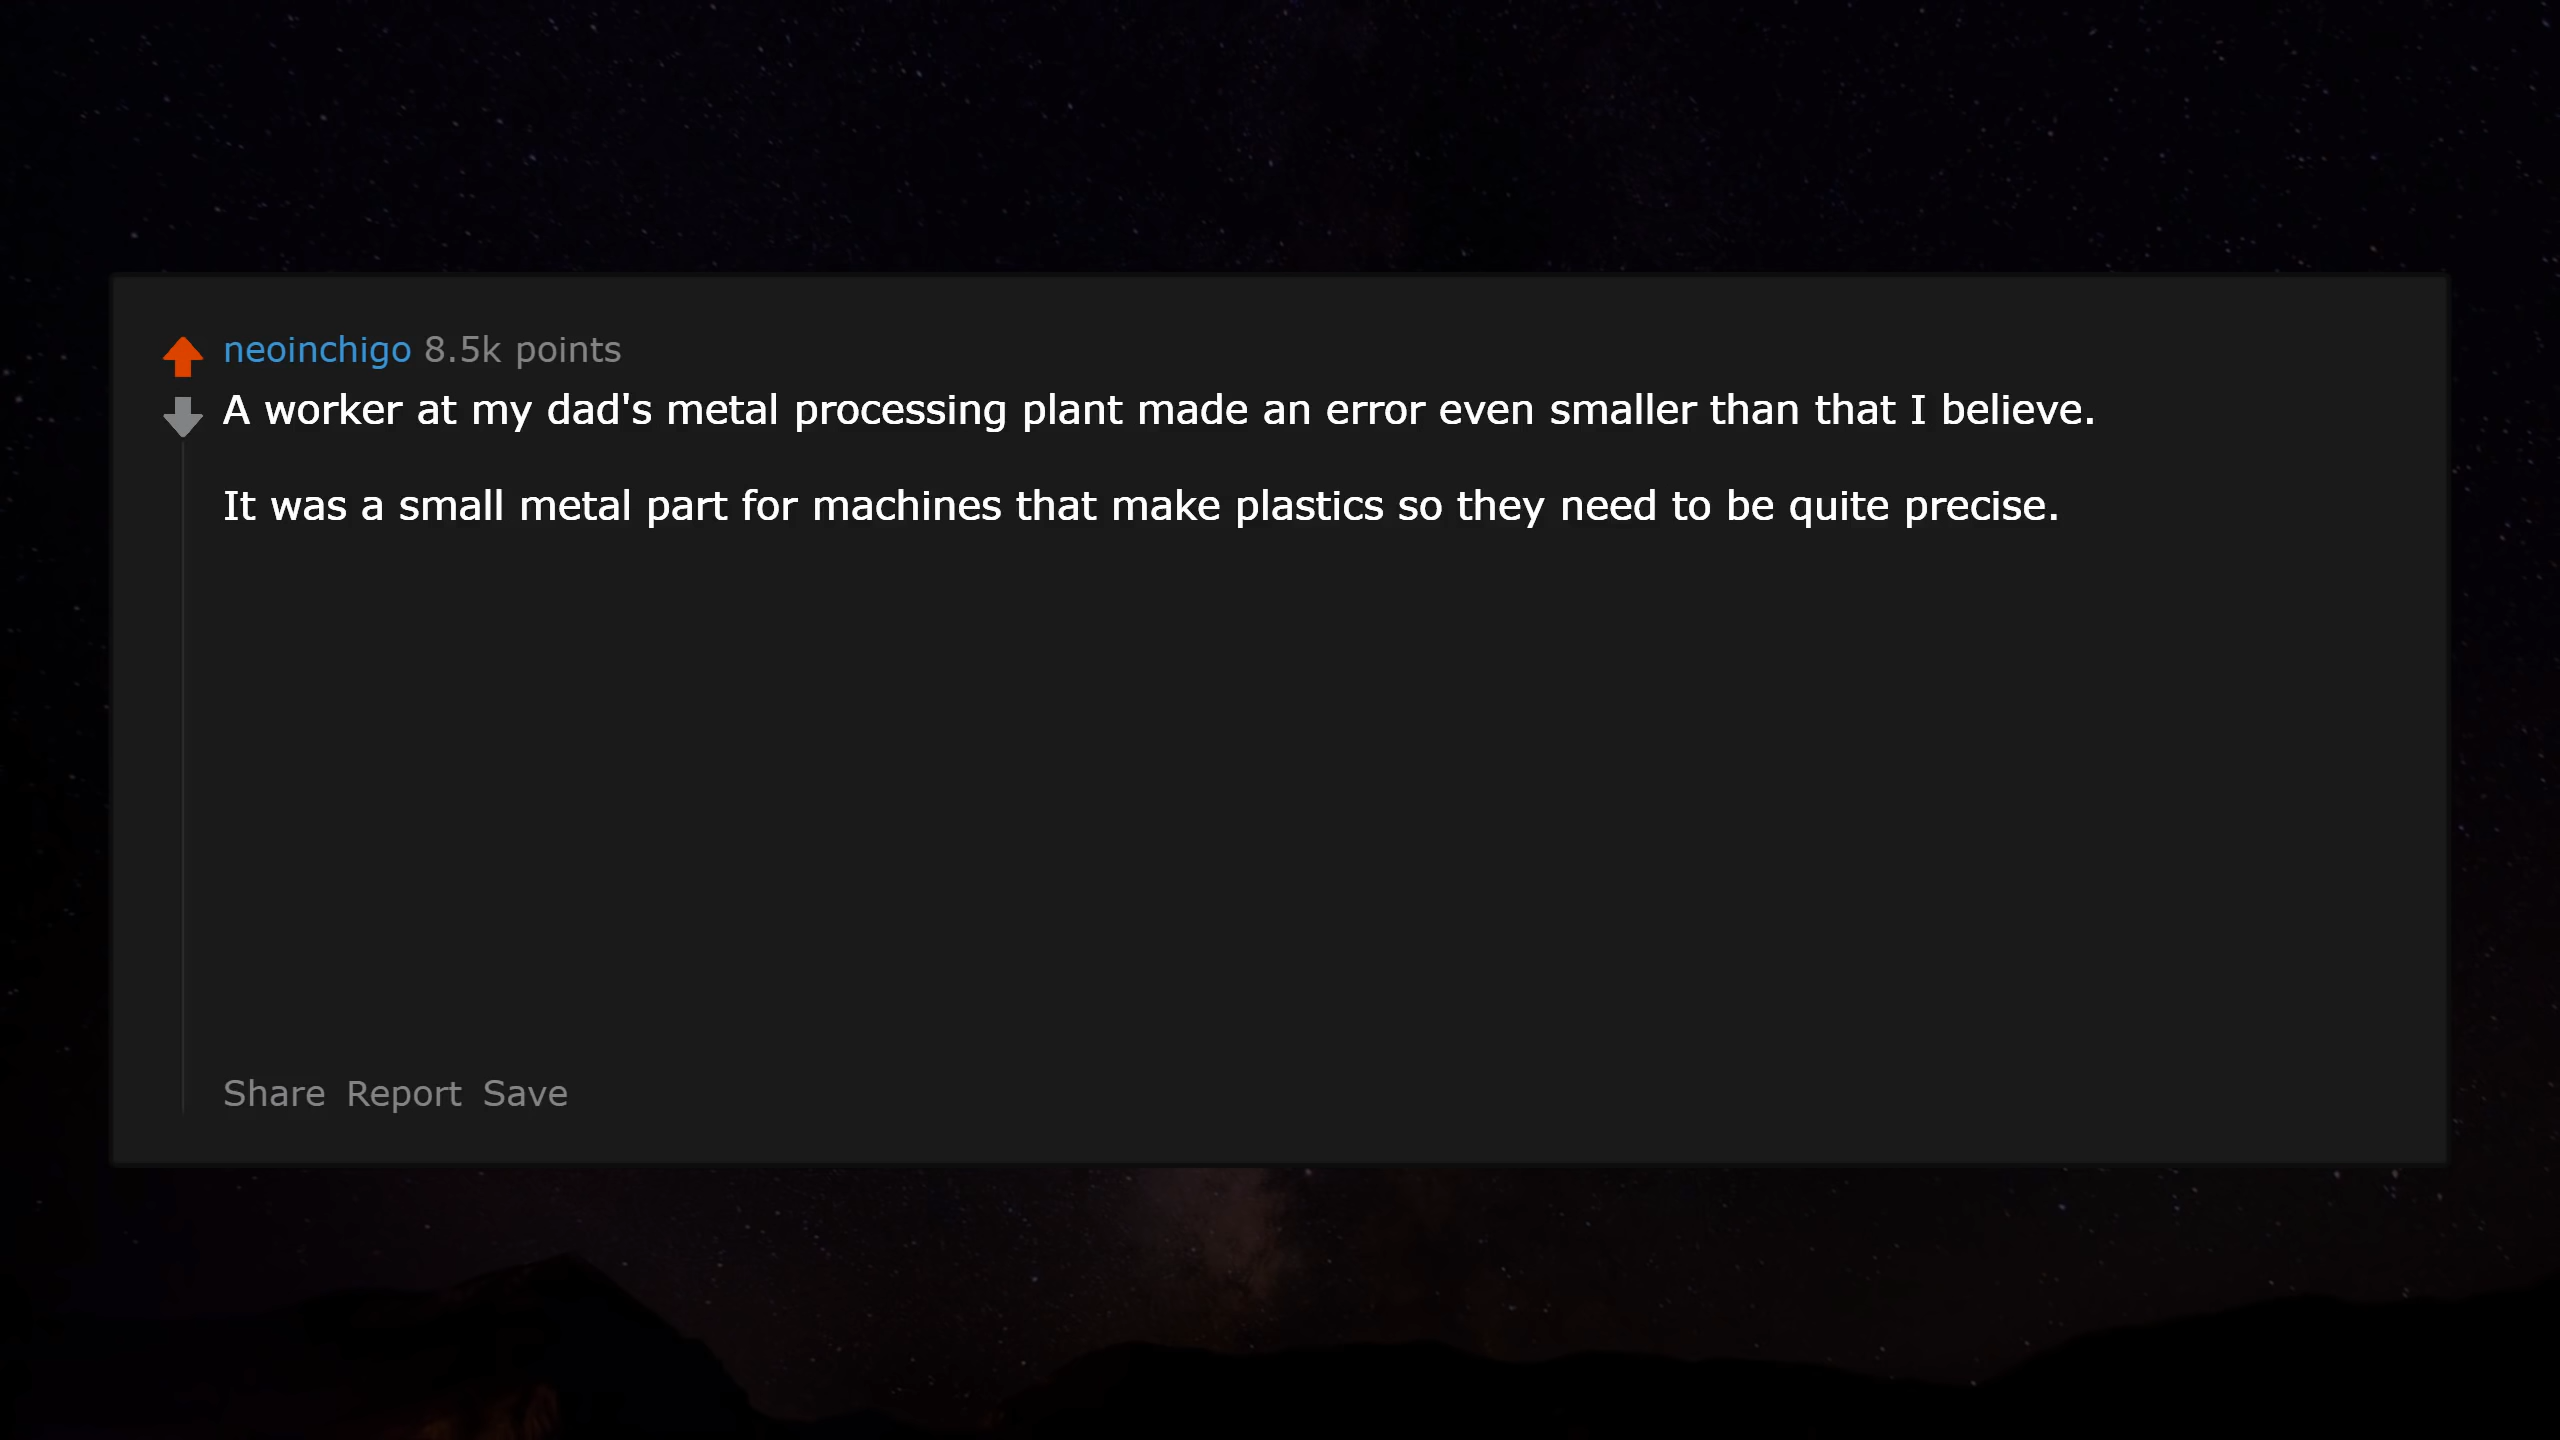 neoinchigo 8.5k points
A worker at my dad's metal processing plant made an error even smaller than that I believe.
It was a small metal part for machines that make plastics so they need to be quite precise.
Share Report Save